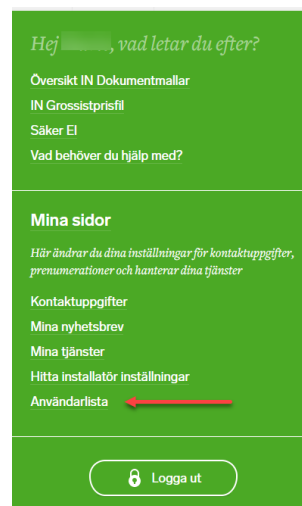 Hej , vad letar du efter?
Översikt IN Dokumentmallar
IN Grossistprisfil
Säker El
Vad behöver du hjälp med?
Mina sidor
Här ändrar du dina inställningar för kontaktuppgifter,
prenumerationer och hanterar dina tjänster
Kontaktuppgifter
Mina nyhetsbrev
Mina tjänster
Hitta installatör inställningar
Användarlista
Logga ut